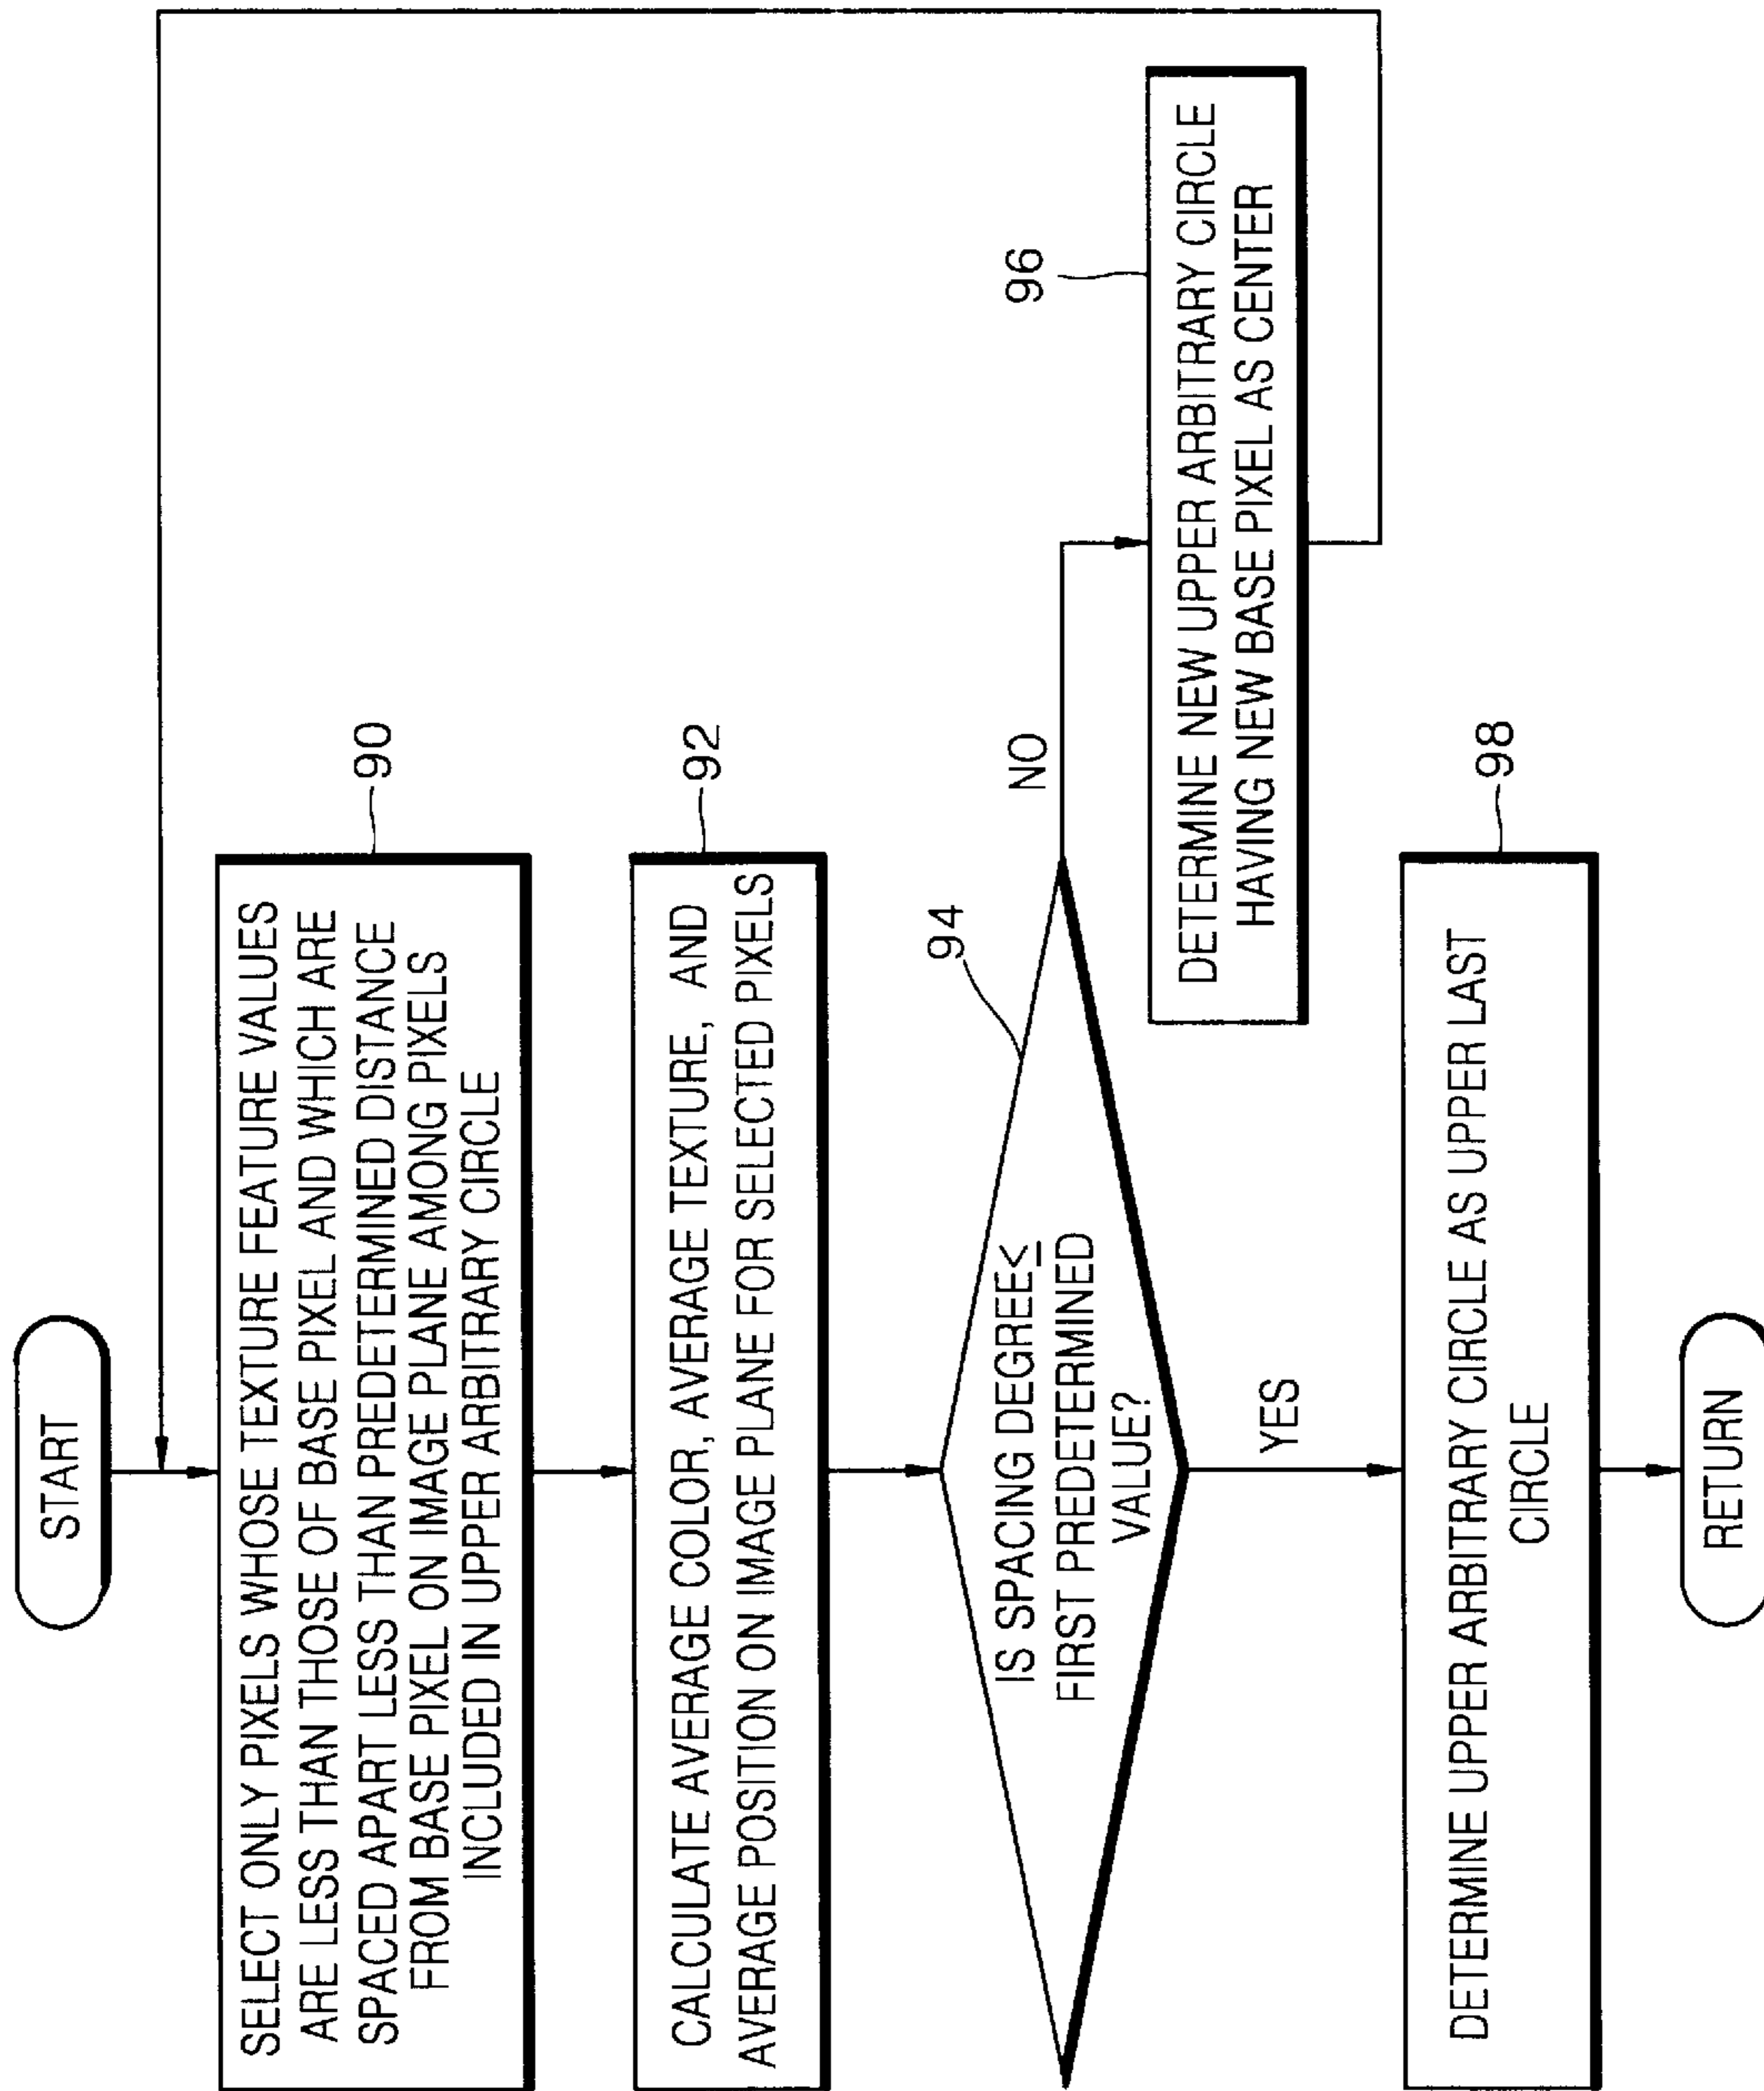 START
SELECT ONLY PIXELS WHOSE TEXTURE FEATURE VALUES
ARE LESS THAN THOSE OF BASE PIXEL AND WHICH ARE
SPACED APART LESS THAN PREDETERMINED DISTANCE
FROM BASE PIXEL ON IMAGE PLANE AMONG PIXELS
INCLUDED IN UPPER ARBITRARY CIRCLE
90
CALCULATE AVERAGE COLOR, AVERAGE TEXTURE, AND
AVERAGE POSITION ON IMAGE PLANE FOR SELECTED PIXELS
92
IS SPACING DEGREE≤
FIRST PREDETERMINED
VALUE?
94
NO
DETERMINE NEW UPPER ARBITRARY CIRCLE
HAVING NEW BASE PIXEL AS CENTER
96
YES
DETERMINE UPPER ARBITRARY CIRCLE AS UPPER LAST
CIRCLE
98
RETURN